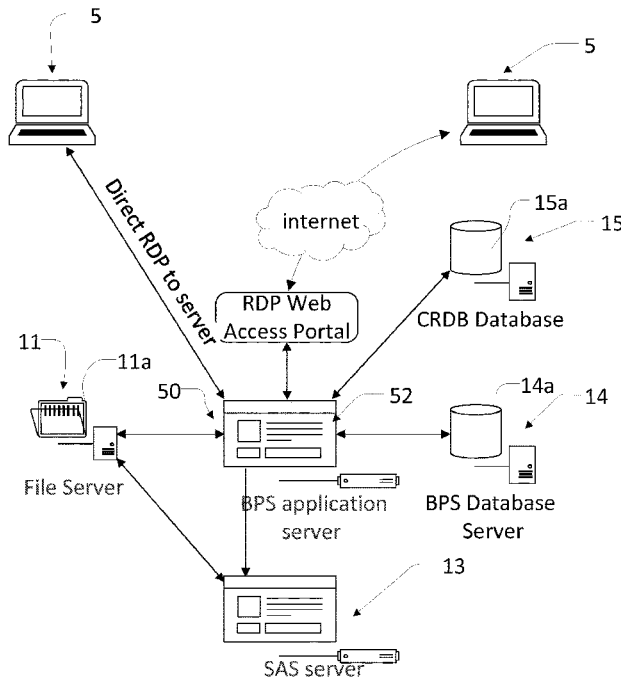 5
5
Direct RDP to server
internet
15a
15
RDP Web
Access Portal
CRDB Database
11
11a
50
52
14a
14
File Server
BPS application
server
BPS Database
Server
13
SAS server